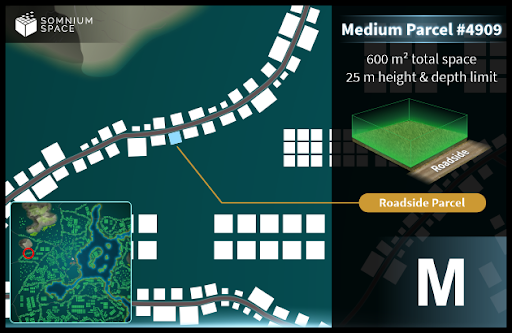 SOMNIUM
SPACE
Medium Parcel #4909
600 m² total space
25 m height & depth limit
Roadside
Roadside Parcel
M